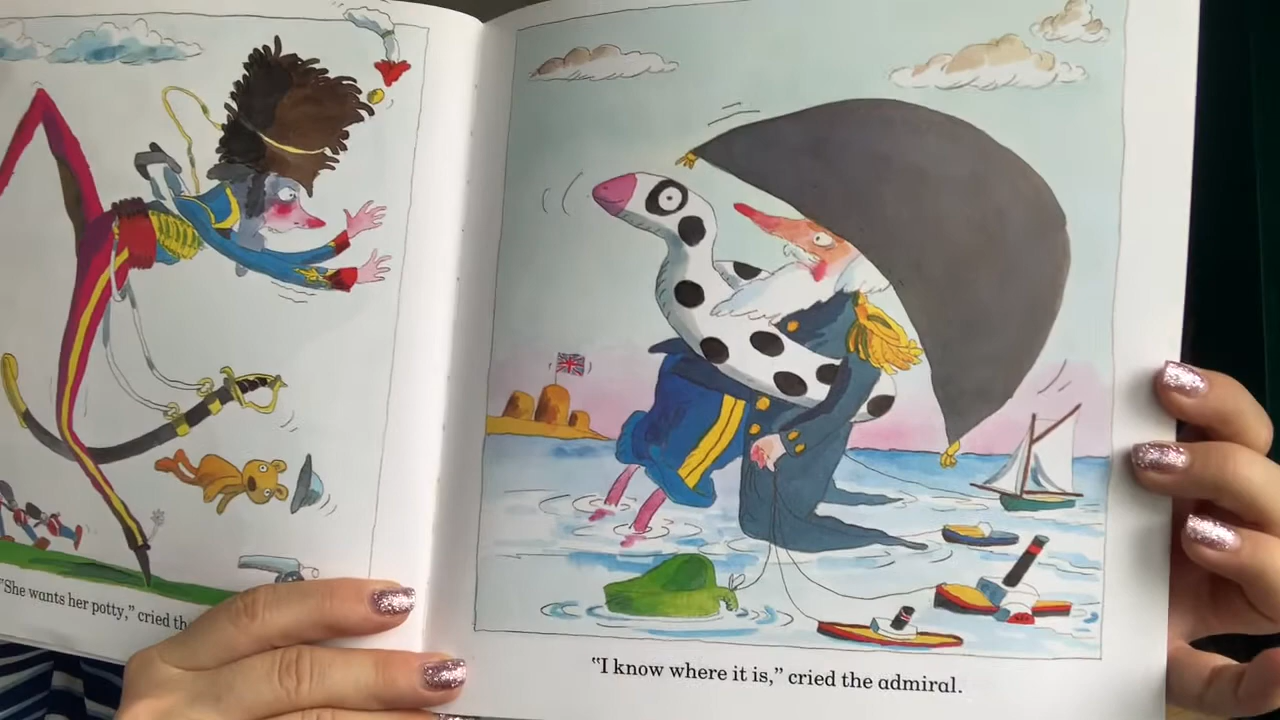 "She wants her potty," cried th
"I know where it is," cried the admiral.